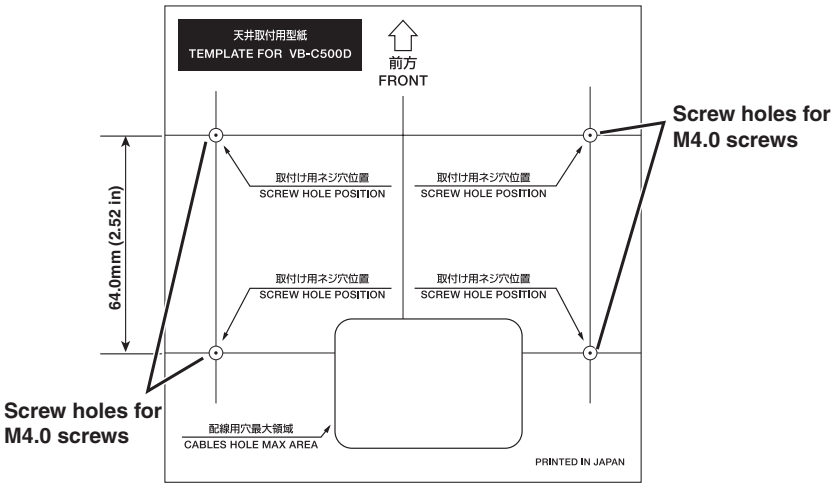 天井取付用型紙
TEMPLATE FOR VB-C500D
前方
FRONT
Screw holes for
M4.0 screws
取付け用ネジ穴位置
SCREW HOLE POSITION
取付け用ネジ穴位置
SCREW HOLE POSITION
64.0mm (2.52 in)
取付け用ネジ穴位置
SCREW HOLE POSITION
取付け用ネジ穴位置
SCREW HOLE POSITION
Screw holes for
M4.0 screws
配線用穴最大領域
CABLES HOLE MAX AREA
PRINTED IN JAPAN